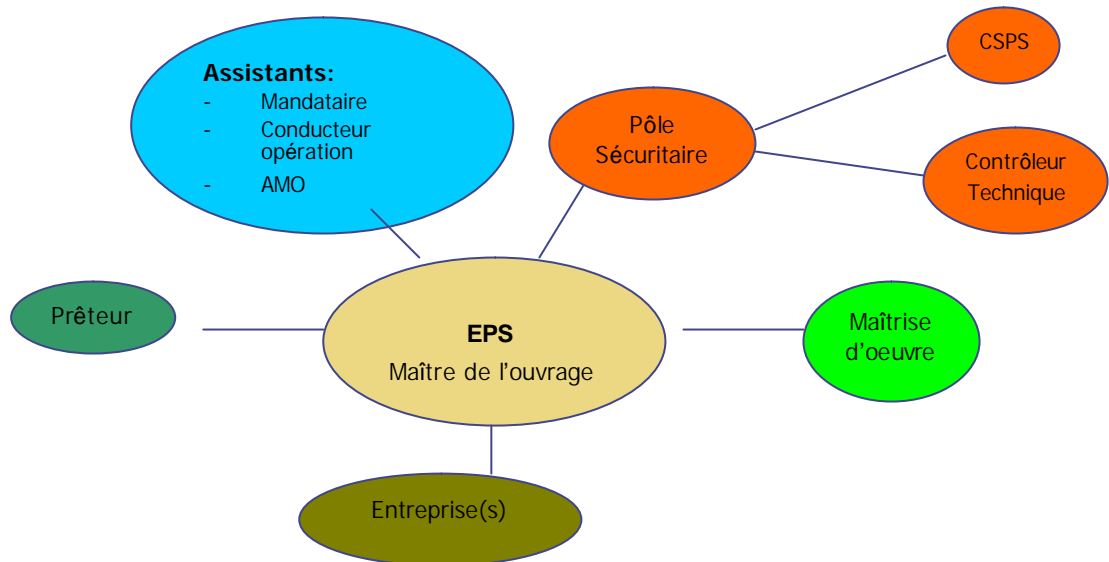 CSPS
Assistants:
- Mandataire
- Conducteur
opération
- AMO
Pôle
Sécuritaire
Contrôleur
Technique
Prêteur
EPS
Maître de l'ouvrage
Maîtrise
d'oeuvre
Entreprise(s)